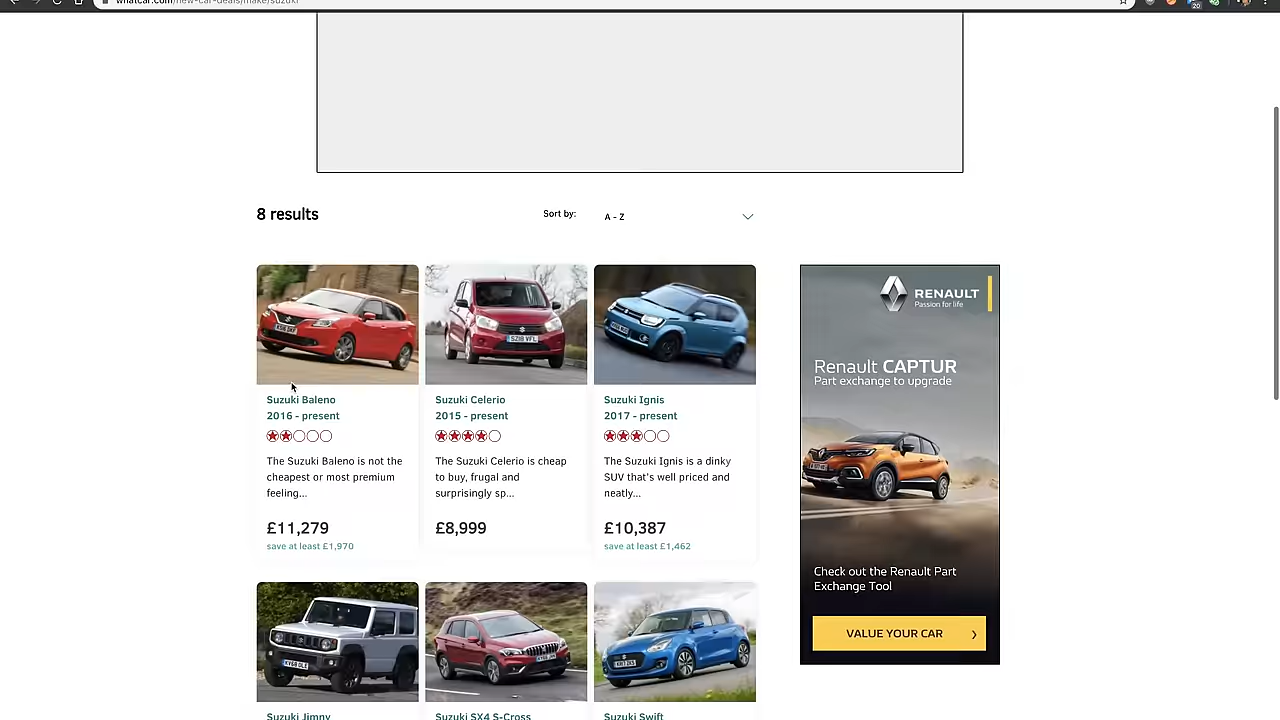 whatcar.com/new-car-deals/make/suzuki
20
8 results
Sort by:
A - Z
Suzuki Baleno
2016 - present
The Suzuki Baleno is not the
cheapest or most premium
feeling...
£11,279
save at least £1,970
SZ18 VFL
Suzuki Celerio
2015 - present
The Suzuki Celerio is cheap
to buy, frugal and
surprisingly sp...
£8,999
Suzuki Ignis
2017 - present
The Suzuki Ignis is a dinky
SUV that's well priced and
neatly...
£10,387
save at least £1,462
Suzuki Jimny
Suzuki SX4 S-Cross
Suzuki Swift
RENAULT
Passion for life
Renault CAPTUR
Part exchange to upgrade
Check out the Renault Part
Exchange Tool
VALUE YOUR CAR